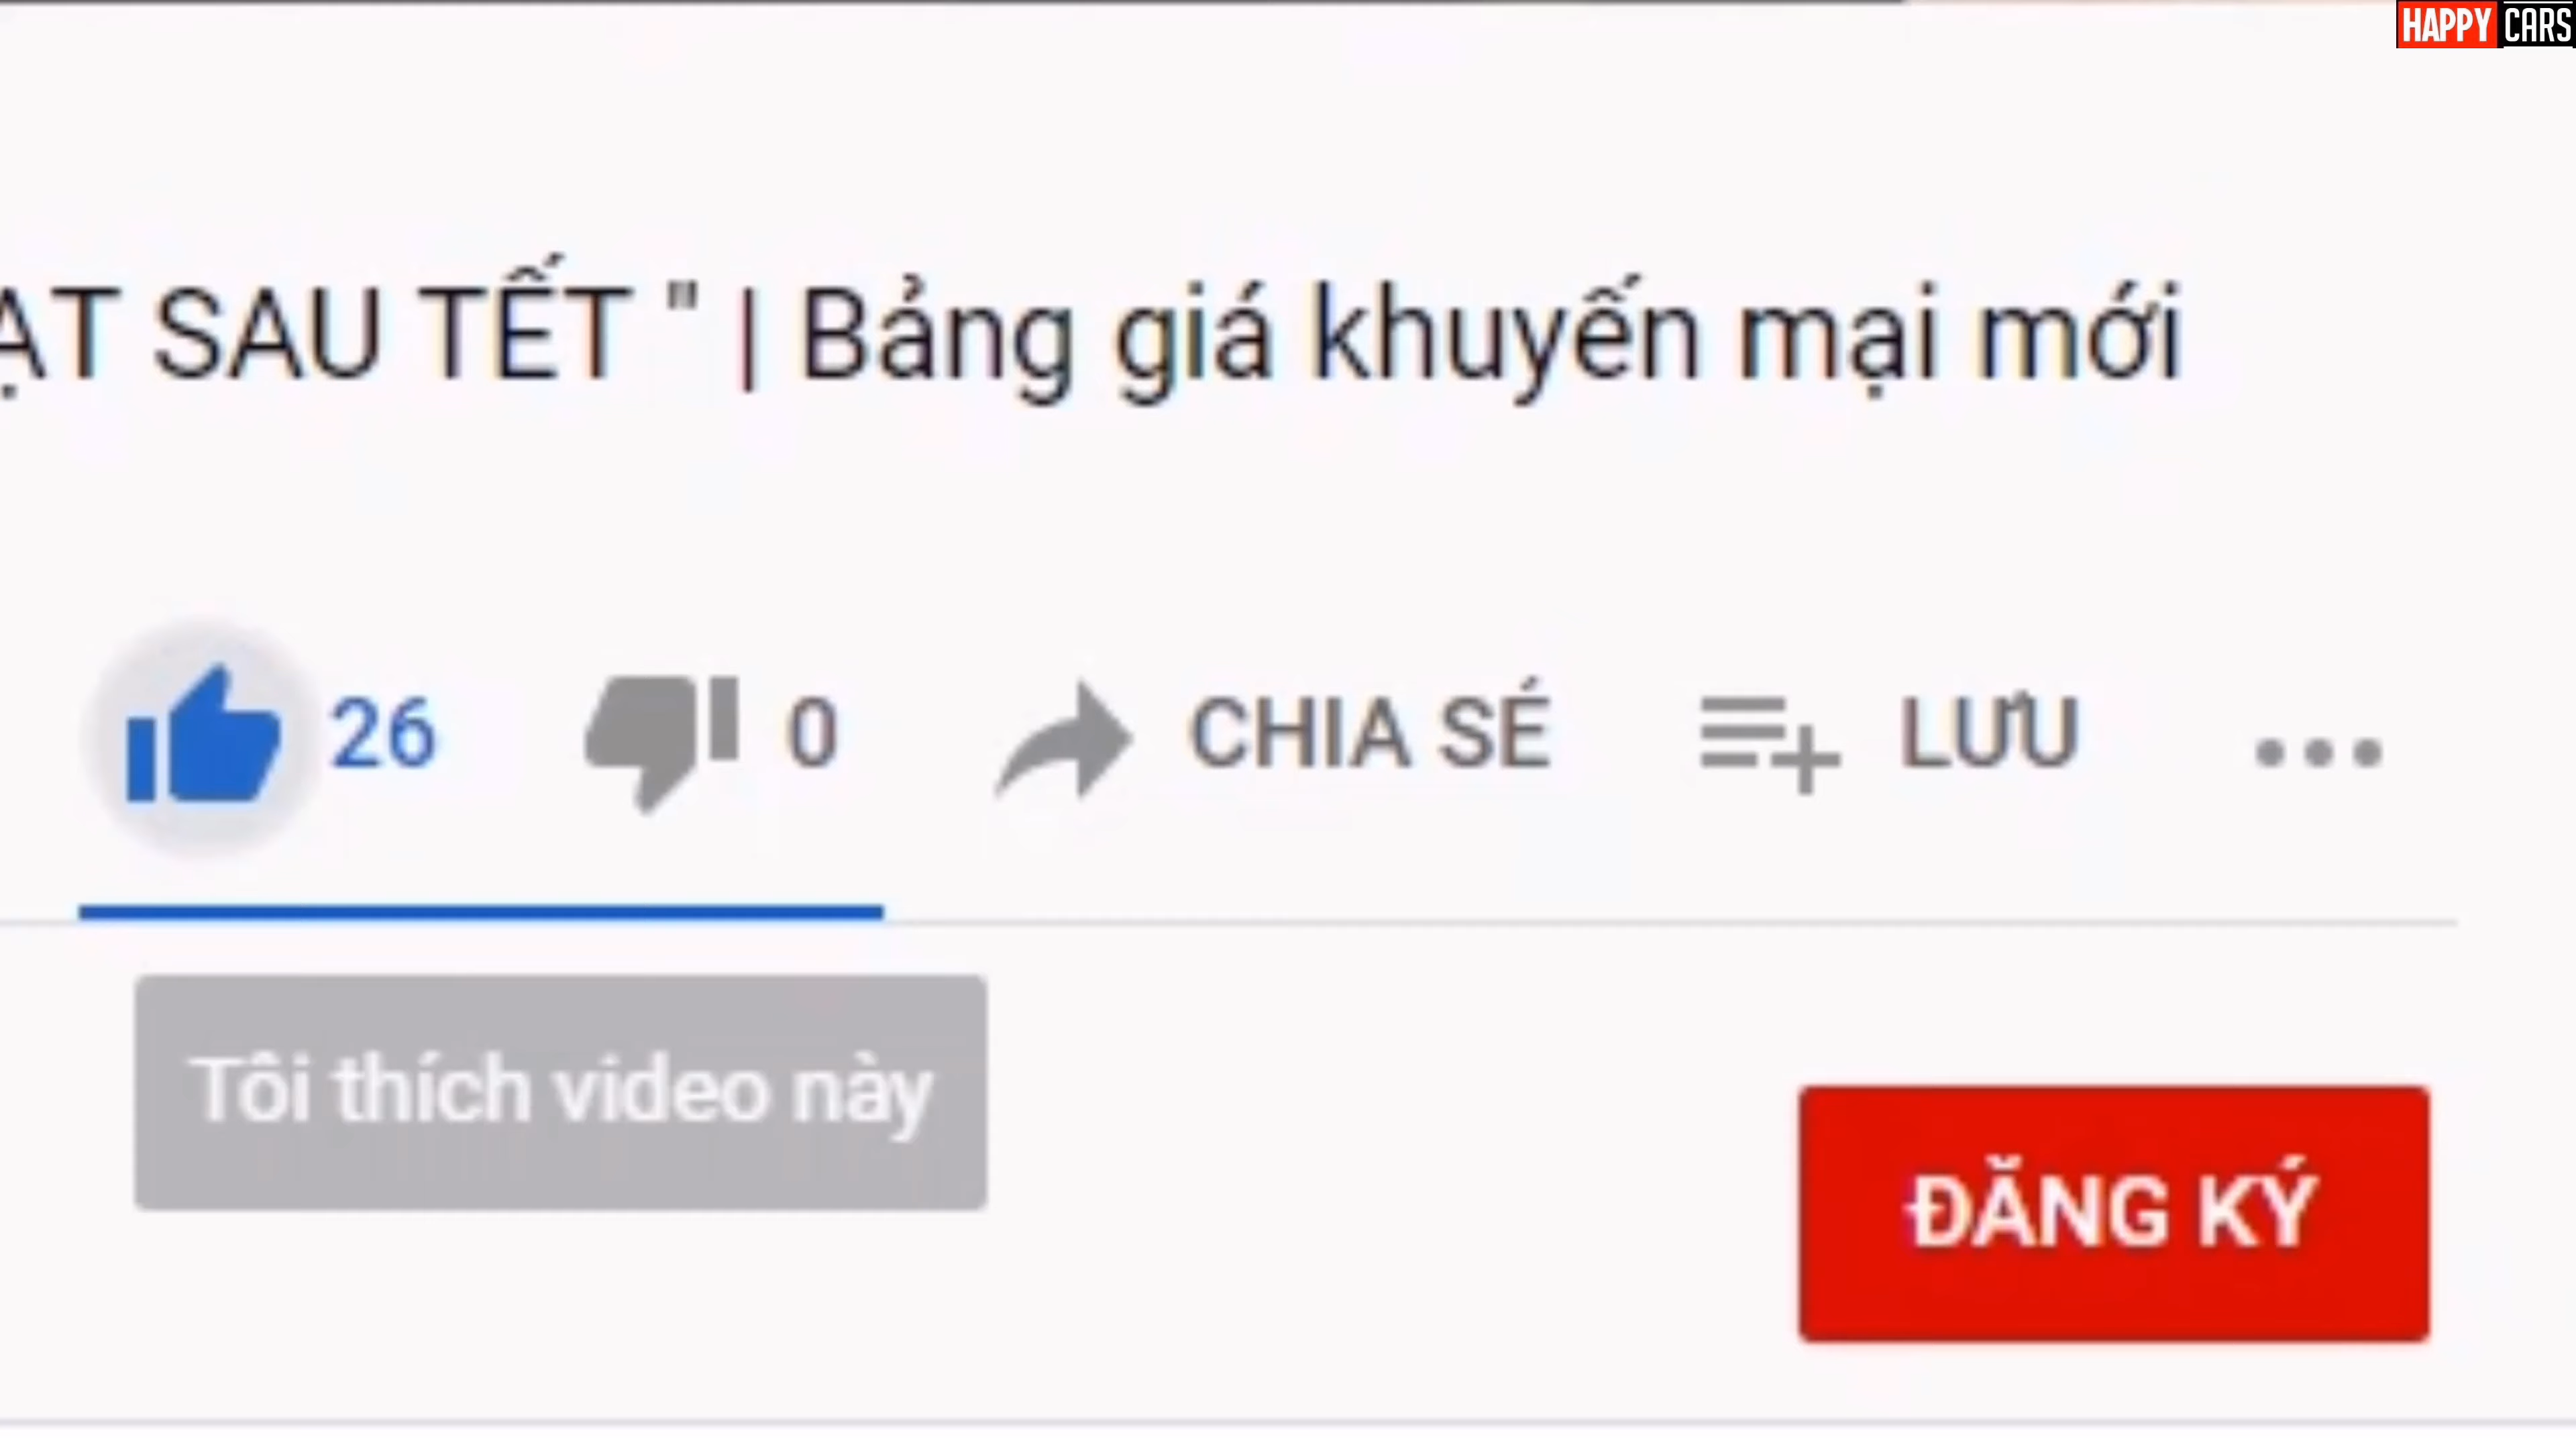 HAPPY CARS
ẠT SAU TẾT " | Bảng giá khuyến mại mới
26 0 CHIA SẺ LƯU
Tôi thích video này
ĐĂNG KÝ